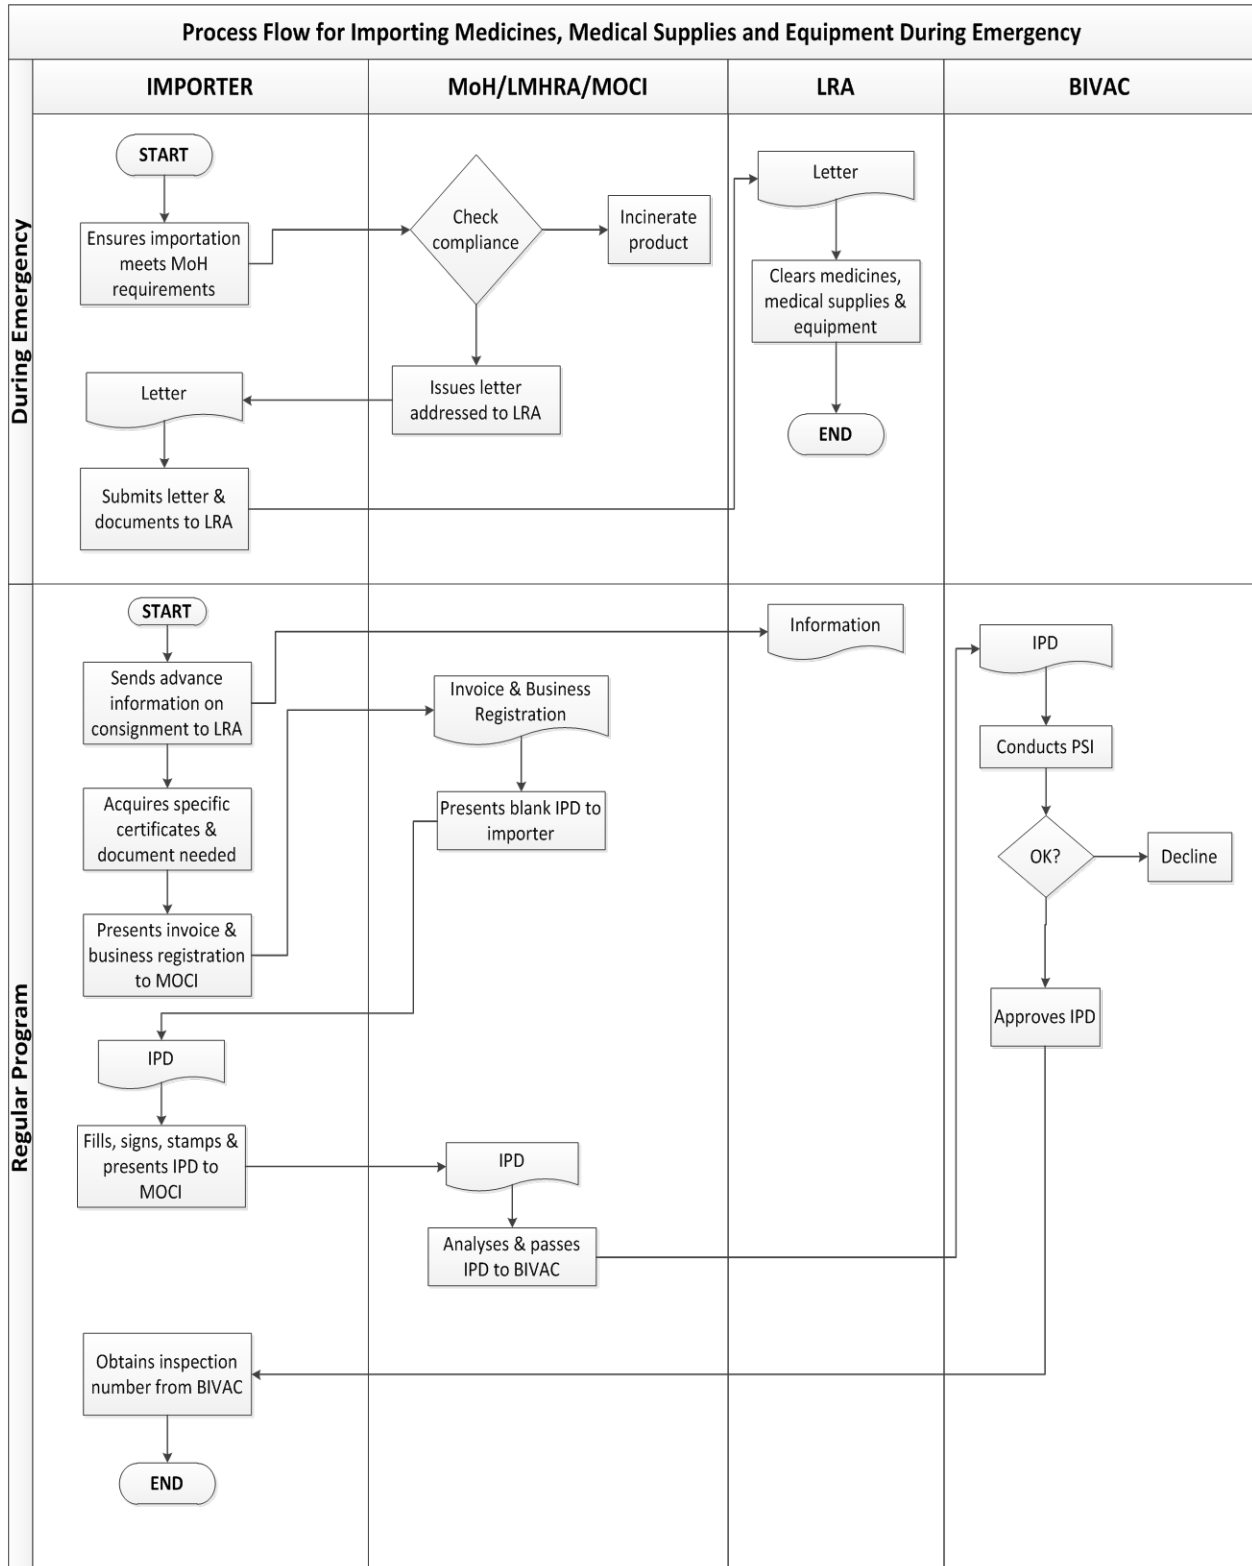 Process Flow for Importing Medicines, Medical Supplies and Equipment During Emergency
IMPORTER
MoH/LMHRA/MOCI
LRA
BIVAC
During Emergency
START
Ensures importation
meets MoH
requirements
Check
compliance
Incinerate
product
Issues letter
addressed to LRA
Letter
Submits letter &
documents to LRA
Letter
Clears medicines,
medical supplies &
equipment
END
Regular Program
START
Sends advance
information on
consignment to LRA
Information
Acquires specific
certificates &
document needed
Presents invoice &
business registration
to MOCI
Invoice & Business
Registration
Presents blank IPD to
importer
IPD
Fills, signs, stamps &
presents IPD to
MOCI
IPD
Analyses & passes
IPD to BIVAC
IPD
Conducts PSI
OK?
Decline
Approves IPD
Obtains inspection
number from BIVAC
END